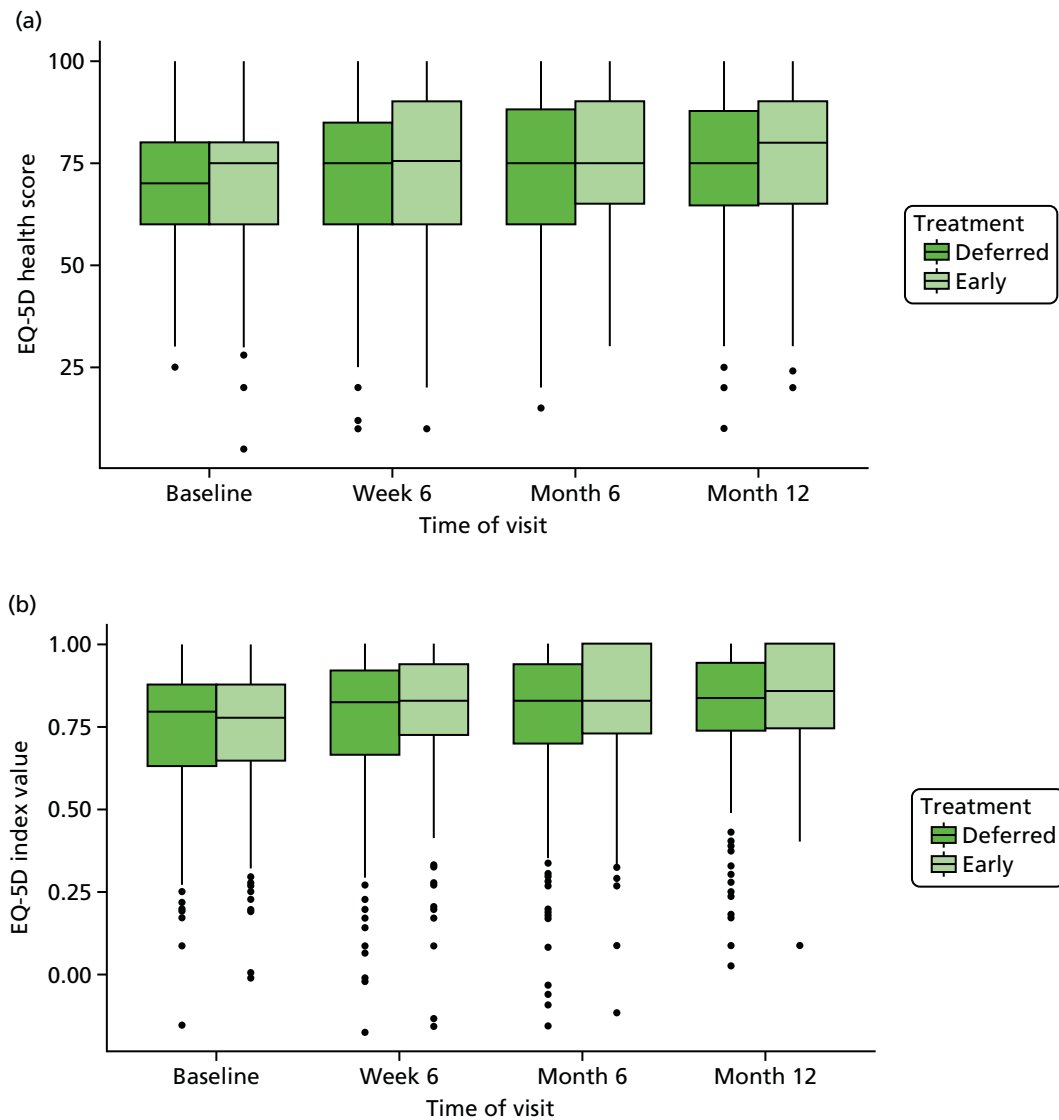 (a)
100
75
50
25
EQ-5D health score
Baseline
Week 6
Month 6
Month 12
Time of visit
Treatment
Deferred
Early
(b)
1.00
0.75
0.50
0.25
0.00
EQ-5D index value
Baseline
Week 6
Month 6
Month 12
Time of visit
Treatment
Deferred
Early